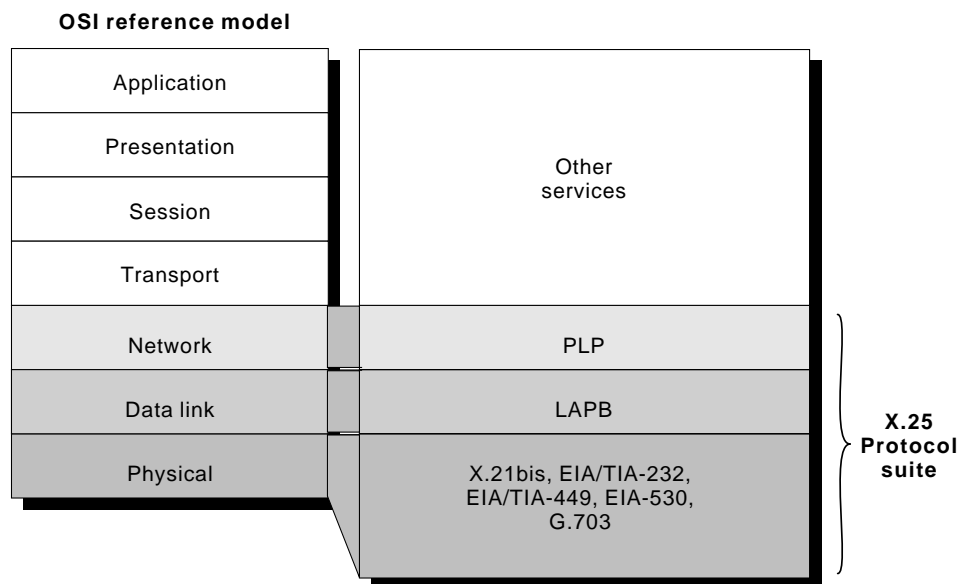 OSI reference model
Application
Presentation
Session
Transport
Network
Data link
Physical
Other
services
PLP
LAPB
X.21bis, EIA/TIA-232,
EIA/TIA-449, EIA-530,
G.703
X.25
Protocol
suite